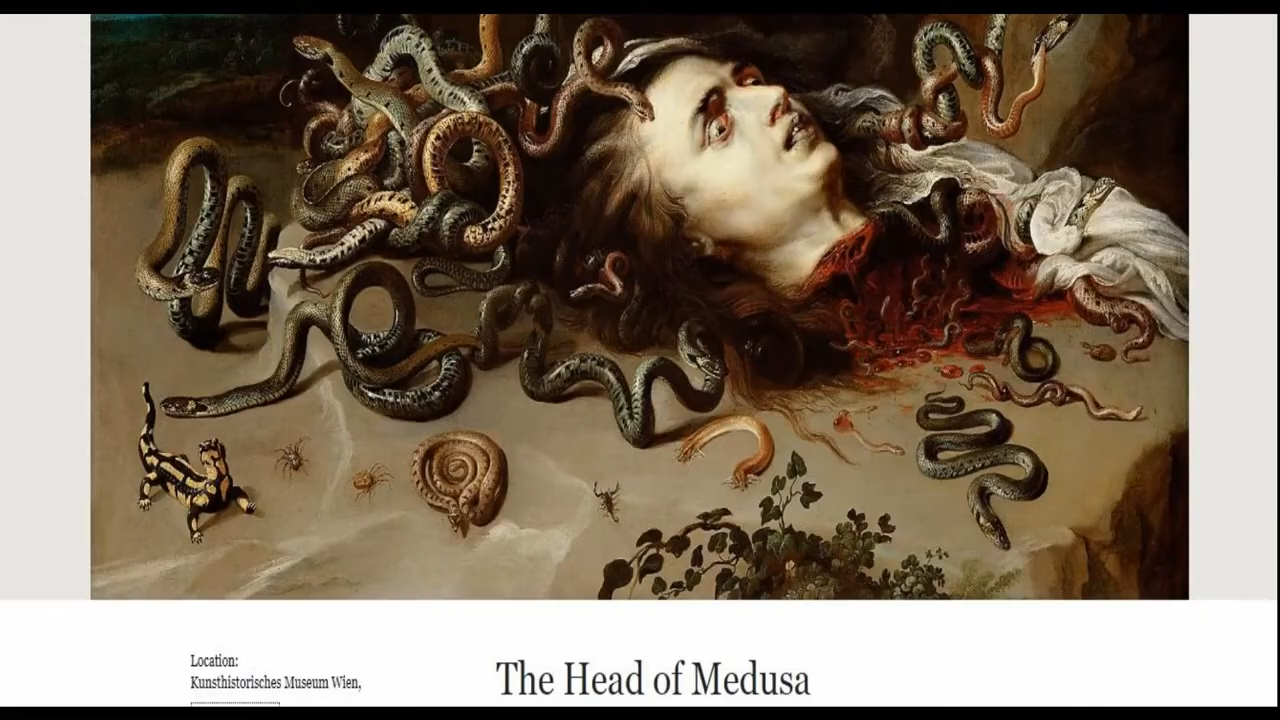 Location:
Kunsthistorisches Museum Wien,
The Head of Medusa